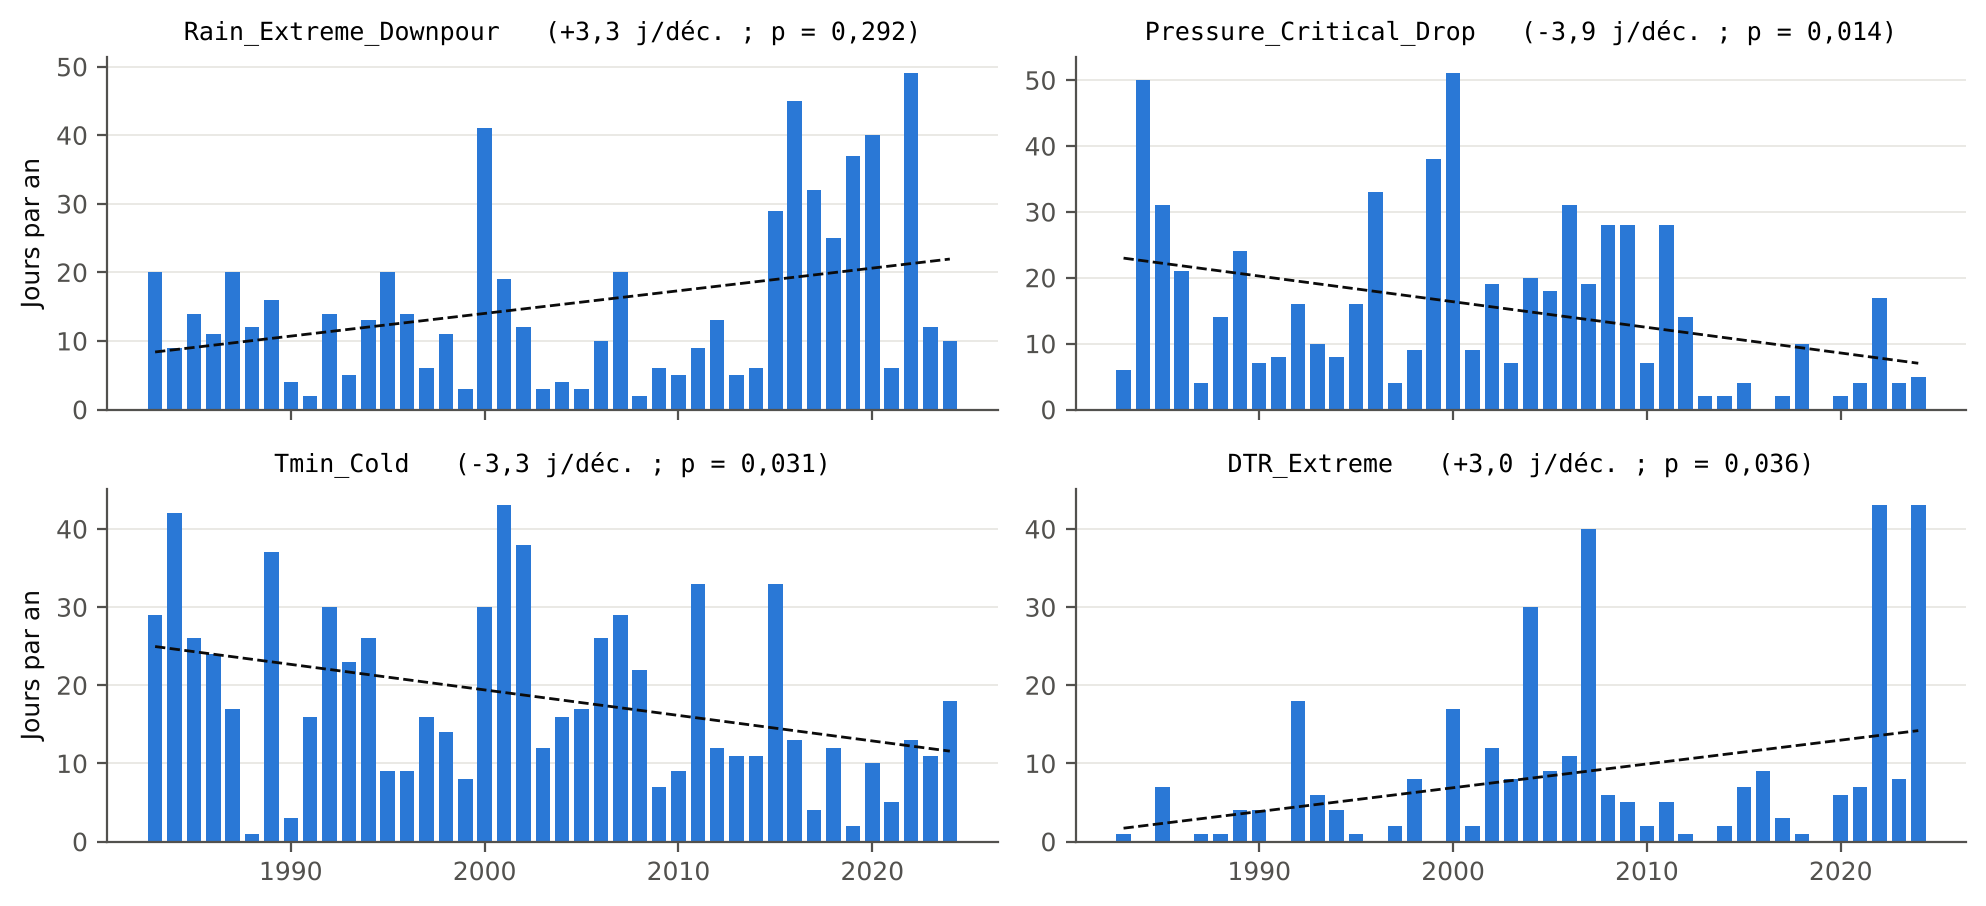 Rain_Extreme_Downpour (+3,3 j/déc. ; p = 0,292)
Jours par an
50
40
30
20
10
0
Pressure_Critical_Drop (-3,9 j/déc. ; p = 0,014)
50
40
30
20
10
0
Tmin_Cold (-3,3 j/déc. ; p = 0,031)
Jours par an
40
30
20
10
0
1990 2000 2010 2020
DTR_Extreme (+3,0 j/déc. ; p = 0,036)
40
30
20
10
0
1990 2000 2010 2020